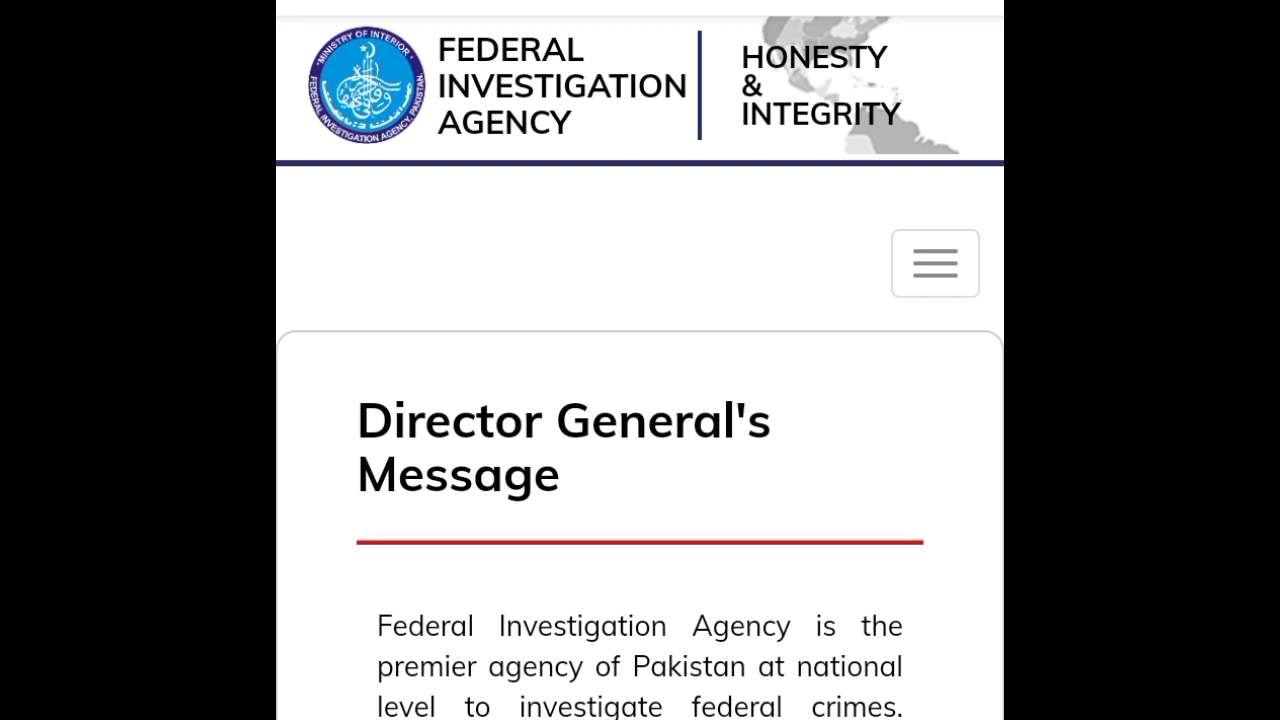 MINISTRY OF INTERIOR
FEDERAL INVESTIGATION AGENCY, PAKISTAN
FEDERAL
INVESTIGATION
AGENCY
HONESTY
&
INTEGRITY
Director General's
Message
Federal Investigation Agency is the
premier agency of Pakistan at national
level to investigate federal crimes.